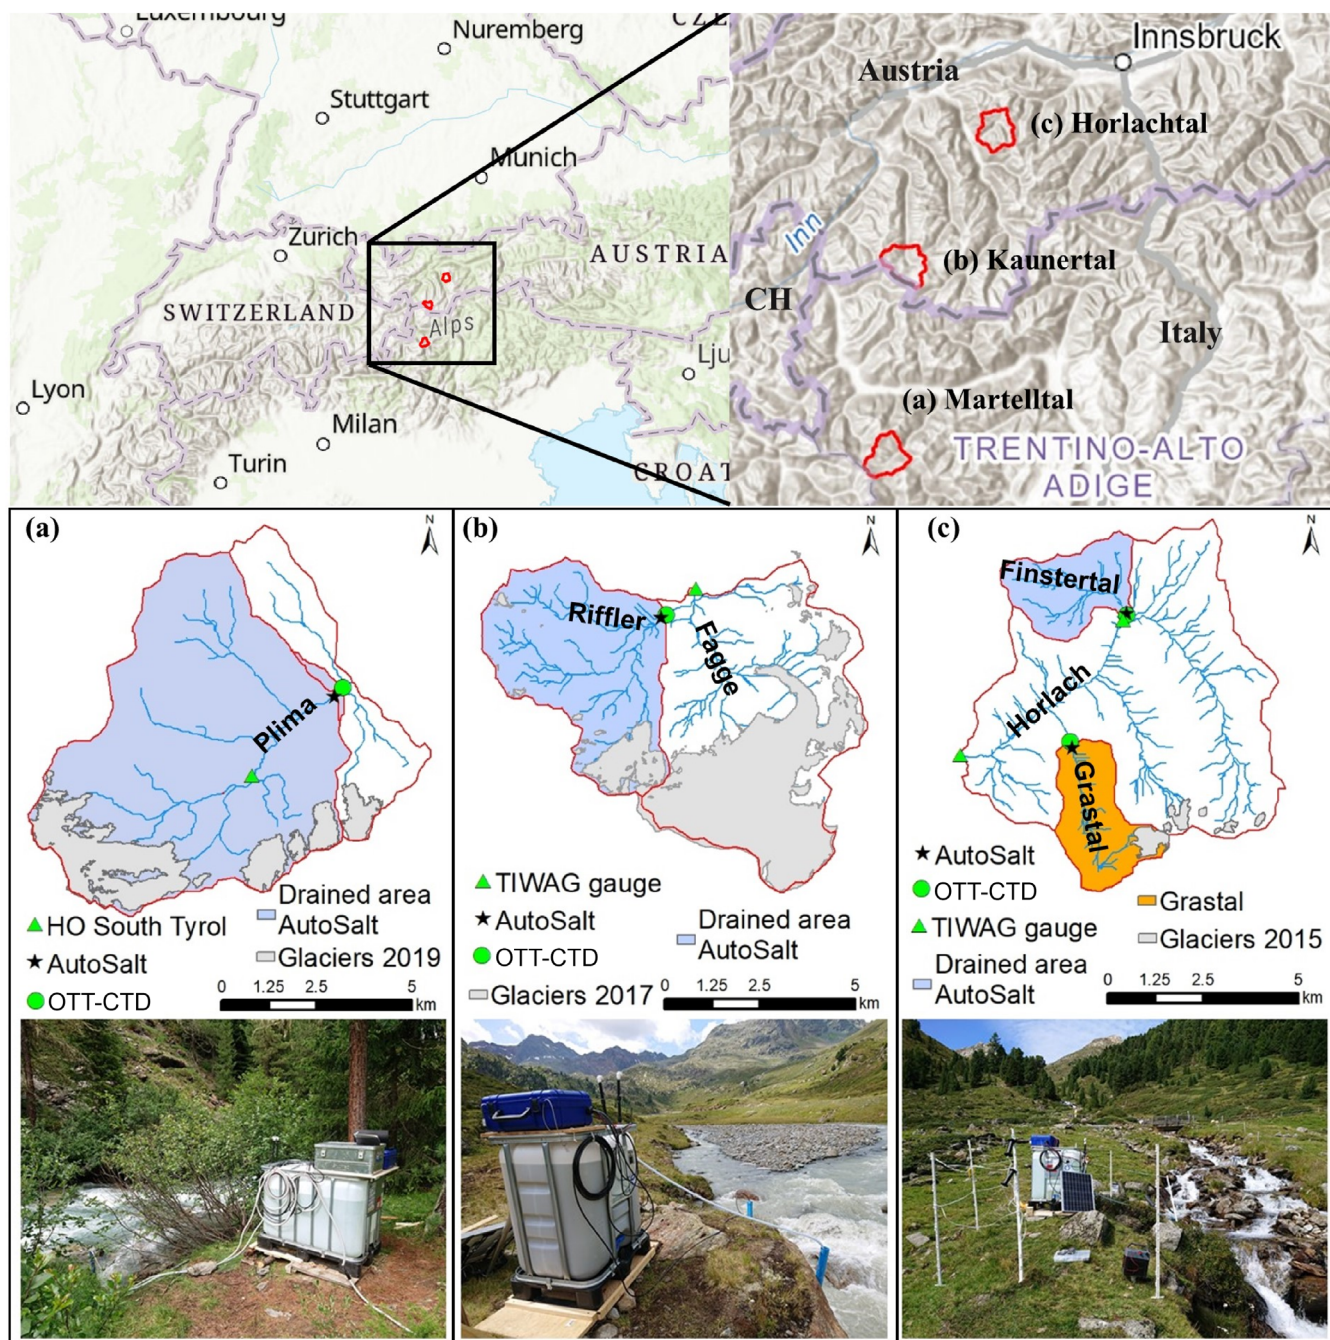 Luxembourg
Nuremberg
CZE
Stuttgart
Munich
Zurich
AUSTRIA
SWITZERLAND
Alps
Lju
Lyon
Milan
Turin
CROAT
Innsbruck
Austria
(c) Horlachtal
Inn
(b) Kaunertal
CH
Italy
(a) Martelltal
TRENTINO-ALTO
ADIGE
(a)
N
Plima
HO South Tyrol
AutoSalt
OTT-CTD
Drained area
AutoSalt
Glaciers 2019
0 1.25 2.5 5
km
(b)
N
Riffler
Fagge
TIWAG gauge
AutoSalt
OTT-CTD
Glaciers 2017
Drained area
AutoSalt
0 1.25 2.5 5
km
(c)
N
Finstertal
Horlach
Grastal
AutoSalt
OTT-CTD
TIWAG gauge
Drained area
AutoSalt
Grastal
Glaciers 2015
0 1.25 2.5 5
km